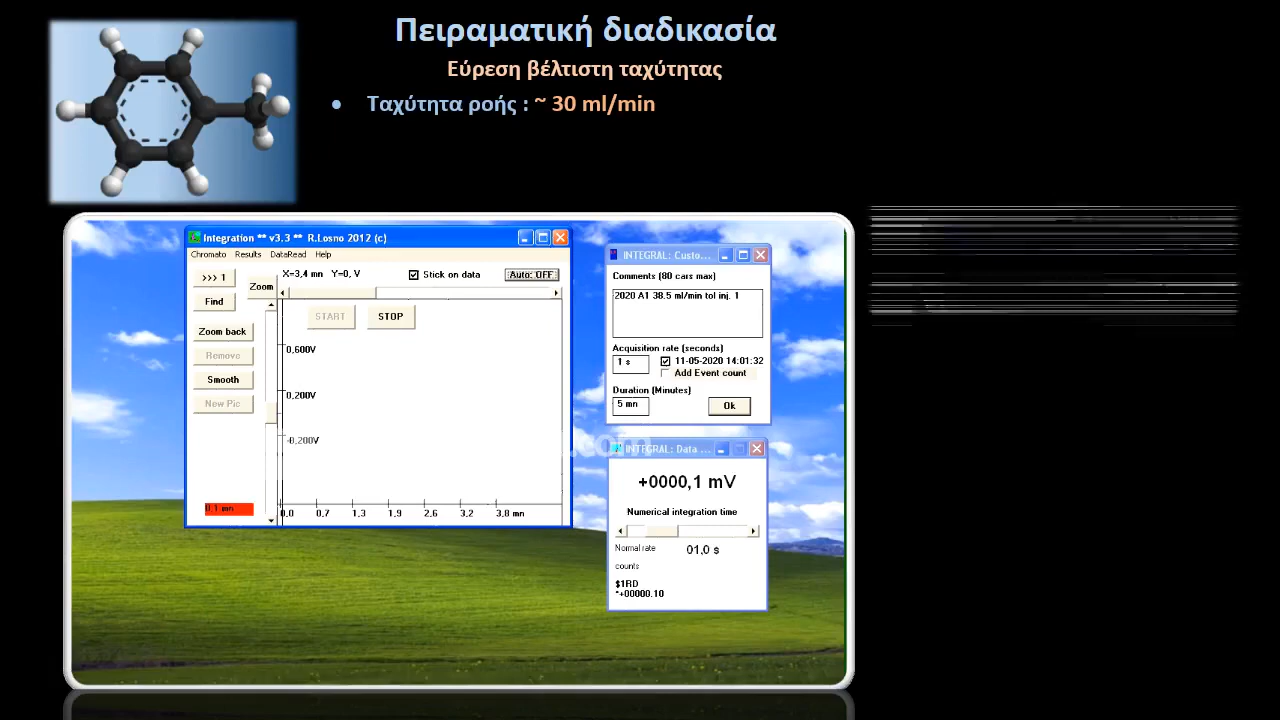 Πειραματική διαδικασία
Εύρεση βέλτιστη ταχύτητας
• Ταχύτητα ροής : ~ 30 ml/min
Integration ** v3.3 ** R.Losno 2012 (c)
Chromato Results DataRead Help
>>> 1
X=3,4 mn Y=0, V
Stick on data
Auto: OFF
Zoom
Find
START
STOP
Zoom back
Remove
Smooth
New Pic
0,600V
0,200V
-0,200V
0,1 mn
0.0 0.7 1.3 1.9 2.6 3.2 3.8 mn
INTEGRAL: Custo...
Comments (80 cars max)
2020 A1 38.5 ml/min tol inj. 1
Acquisition rate (seconds)
1 s
11-05-2020 14:01:32
Add Event count
Duration (Minutes)
5 mn
Ok
.com
INTEGRAL: Data ...
+0000,1 mV
Numerical integration time
Normal rate
01,0 s
counts
$1RD
*+00000.10